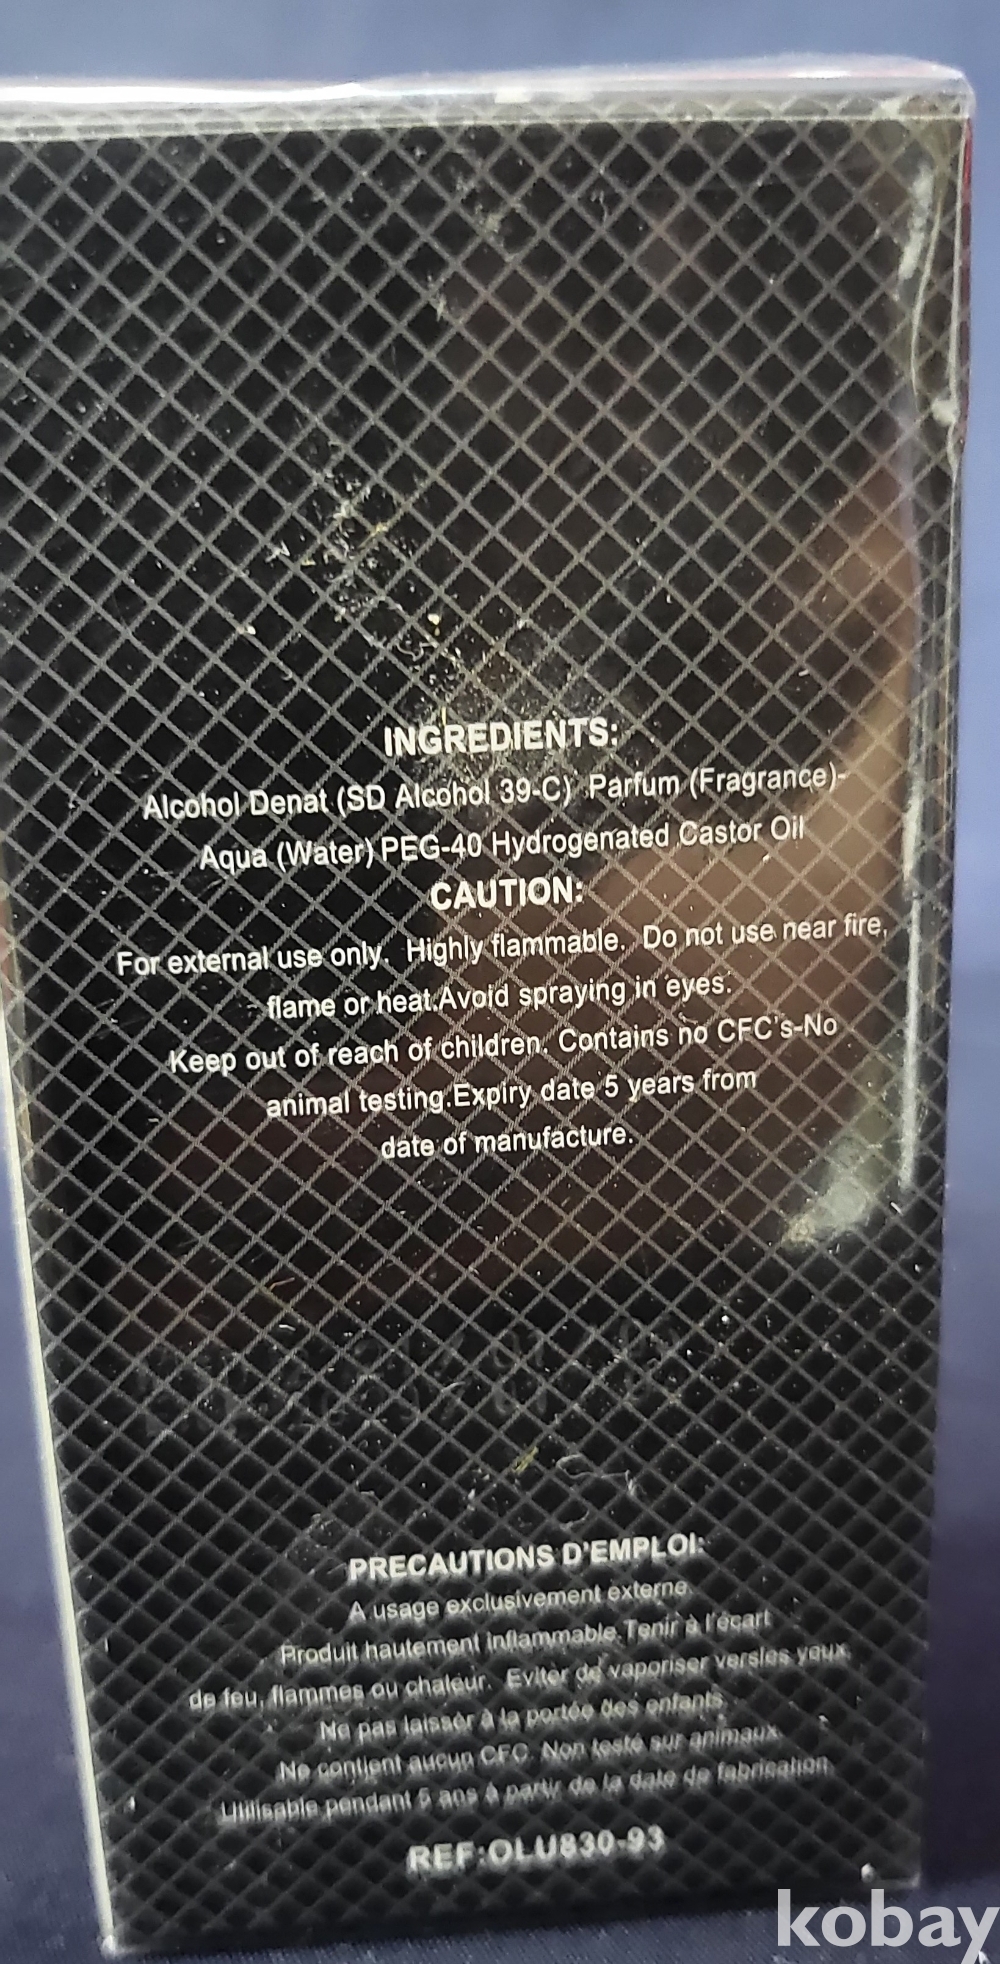 INGREDIENTS:
Alcohol Denat (SD Alcohol 39-C) Parfum (Fragrance)-
Aqua (Water) PEG-40 Hydrogenated Castor Oil
CAUTION:
For external use only. Highly flammable. Do not use near fire,
flame or heat.Avoid spraying in eyes.
Keep out of reach of children. Contains no CFC's-No
animal testing.Expiry date 5 years from
date of manufacture.
PRECAUTIONS D'EMPLOI:
A usage exclusivement externe.
Produit hautement inflammable.Tenir à l'écart
de feu, flammes ou chaleur. Eviter de vaporiser versles yeux.
Ne pas laisser à la portée des enfants.
Ne contient aucun CFC. Non testé sur animaux.
Utilisable pendant 5 ans à partir de la date de fabrication
REF:OLU830-93
kobay